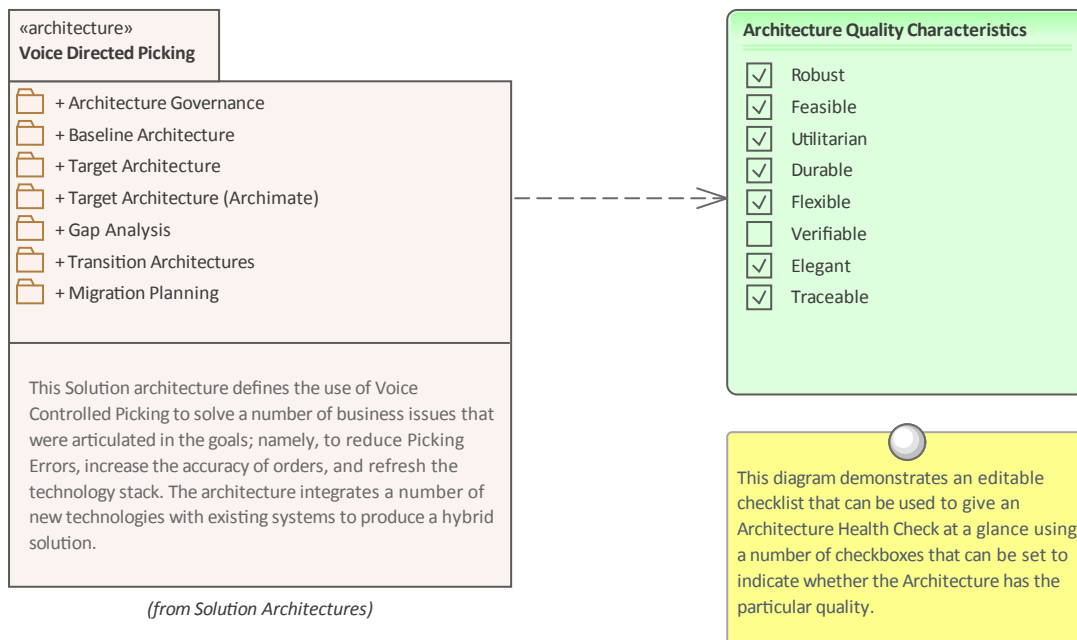 «architecture»
Voice Directed Picking
+ Architecture Governance
+ Baseline Architecture
+ Target Architecture
+ Target Architecture (Archimate)
+ Gap Analysis
+ Transition Architectures
+ Migration Planning
This Solution architecture defines the use of Voice
Controlled Picking to solve a number of business issues that
were articulated in the goals; namely, to reduce Picking
Errors, increase the accuracy of orders, and refresh the
technology stack. The architecture integrates a number of
new technologies with existing systems to produce a hybrid
solution.
(from Solution Architectures)
Architecture Quality Characteristics
Robust
Feasible
Utilitarian
Durable
Flexible
Verifiable
Elegant
Traceable
This diagram demonstrates an editable
checklist that can be used to give an
Architecture Health Check at a glance using
a number of checkboxes that can be set to
indicate whether the Architecture has the
particular quality.